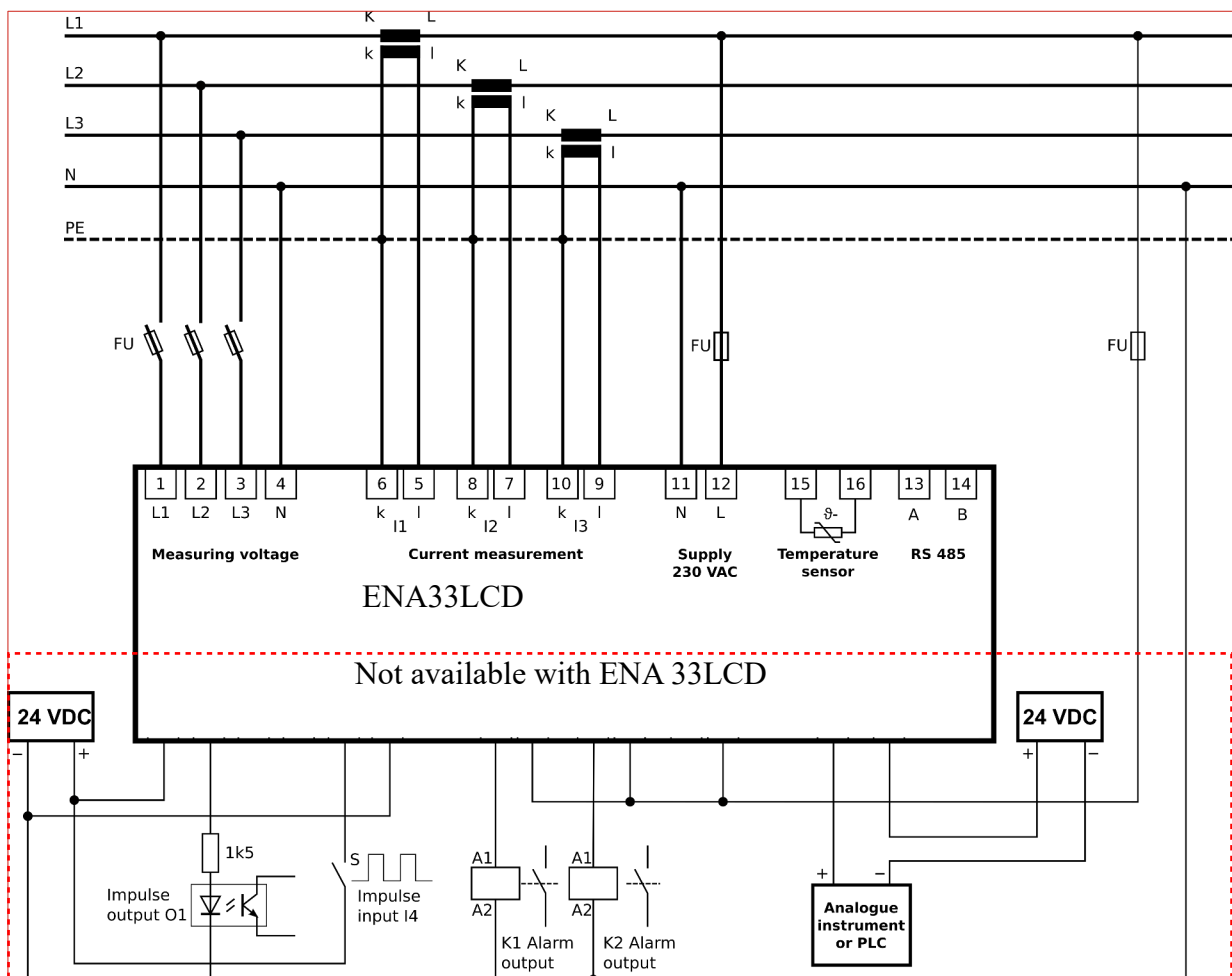 K L
L1
k l
K L
L2
k l
K L
L3
k l
N
PE
FU
FU
FU
1 2 3 4 6 5 8 7 10 9 11 12 15 16 13 14
L1 L2 L3 N k l k l k l N L ϑ- A B
I1 I2 I3
Measuring voltage Current measurement Supply Temperature RS 485
230 VAC sensor
ENA33LCD
Not available with ENA 33LCD
24 VDC
24 VDC
− +
+ −
1k5
S
A1 A1
+ −
Impulse
output O1
Impulse
input I4
A2 A2
Analogue
instrument
or PLC
K1 Alarm
output
K2 Alarm
output